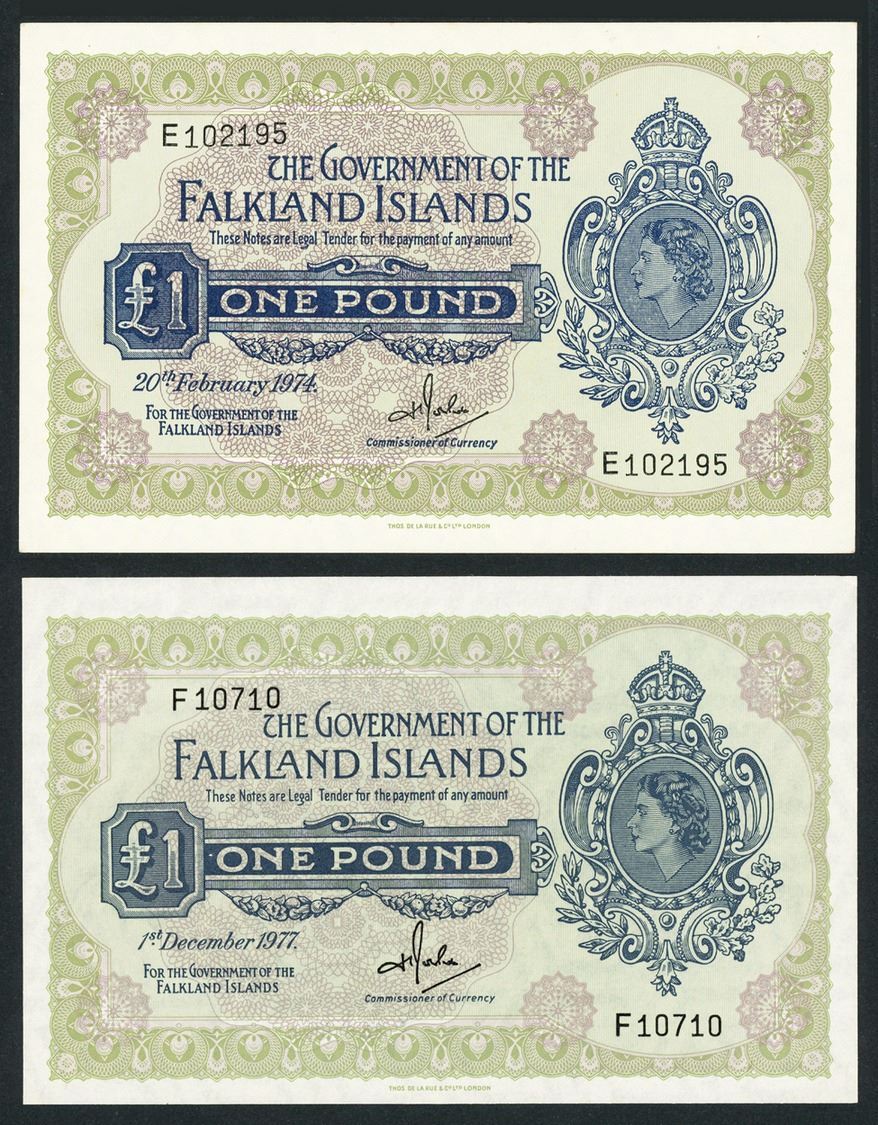 E102195
THE GOVERNMENT OF THE
FALKLAND ISLANDS
These Notes are Legal Tender for the payment of any amount
£1 ONE POUND
20th February 1974.
FOR THE GOVERNMENT OF THE
FALKLAND ISLANDS
Commissioner of Currency
E102195
THOS. DE LA RUE & CO LTD LONDON
F10710
THE GOVERNMENT OF THE
FALKLAND ISLANDS
These Notes are Legal Tender for the payment of any amount
£1 ONE POUND
1st December 1977.
FOR THE GOVERNMENT OF THE
FALKLAND ISLANDS
Commissioner of Currency
F10710
THOS. DE LA RUE & CO LTD LONDON